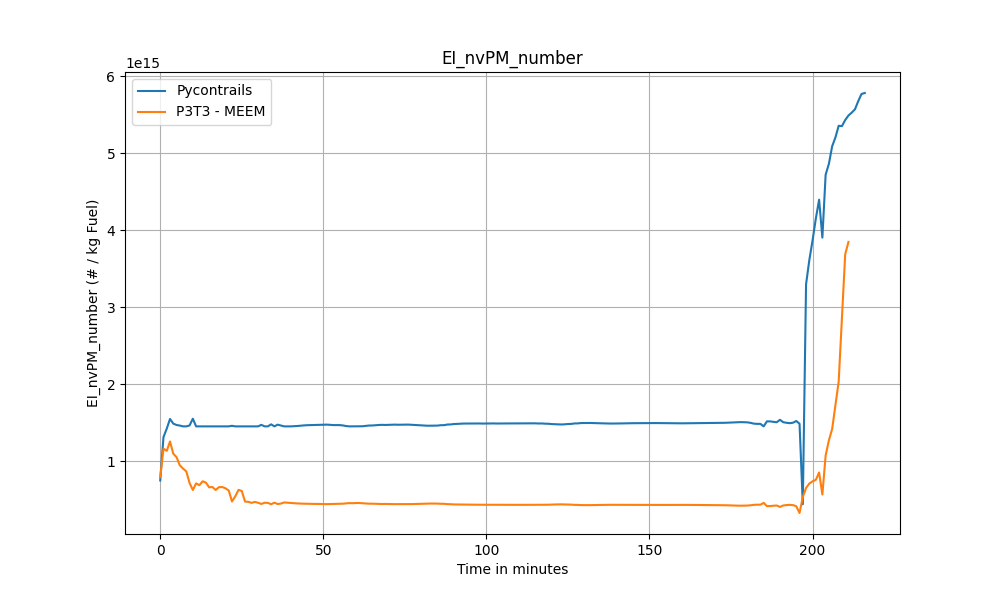 EI_nvPM_number
1e15
Pycontrails
P3T3 - MEEM
6
5
4
3
2
1
EI_nvPM_number (# / kg Fuel)
0
50
100
150
200
Time in minutes